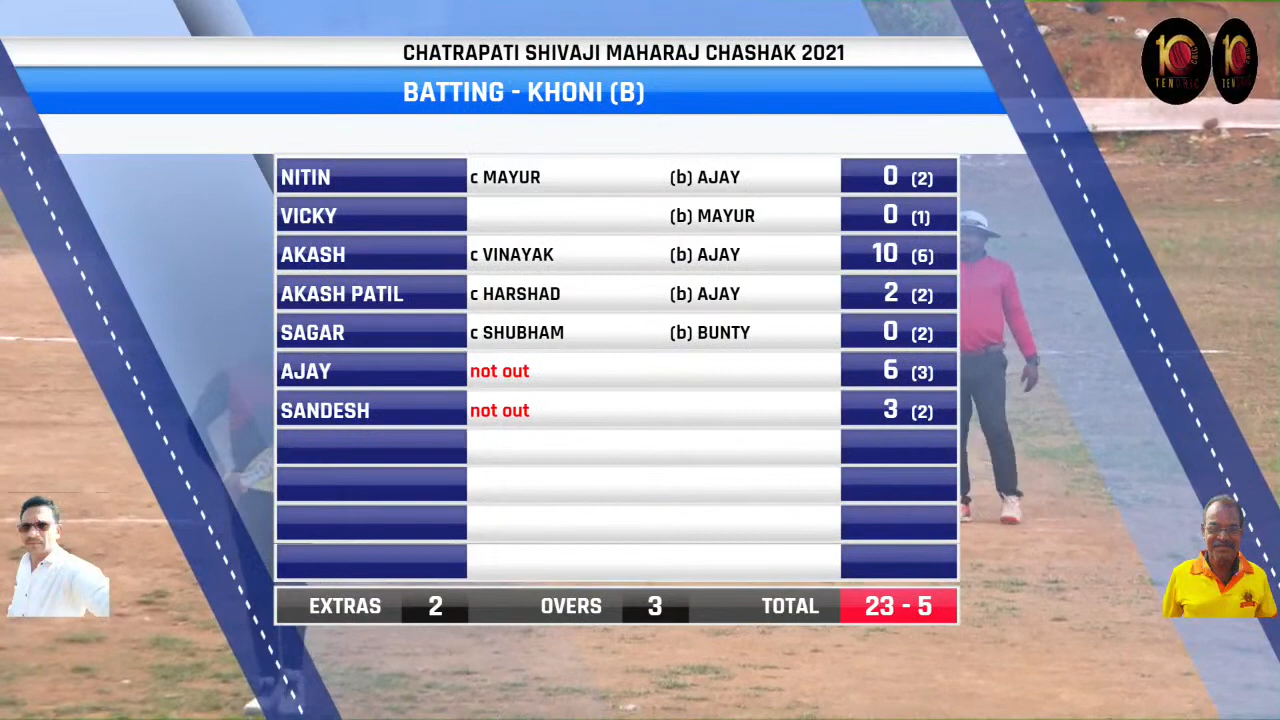 CHATRAPATI SHIVAJI MAHARAJ CHASHAK 2021
BATTING - KHONI (B)
NITIN c MAYUR (b) AJAY 0 (2)
VICKY (b) MAYUR 0 (1)
AKASH c VINAYAK (b) AJAY 10 (6)
AKASH PATIL c HARSHAD (b) AJAY 2 (2)
SAGAR c SHUBHAM (b) BUNTY 0 (2)
AJAY not out 6 (3)
SANDESH not out 3 (2)
EXTRAS 2 OVERS 3 TOTAL 23 - 5
10
10